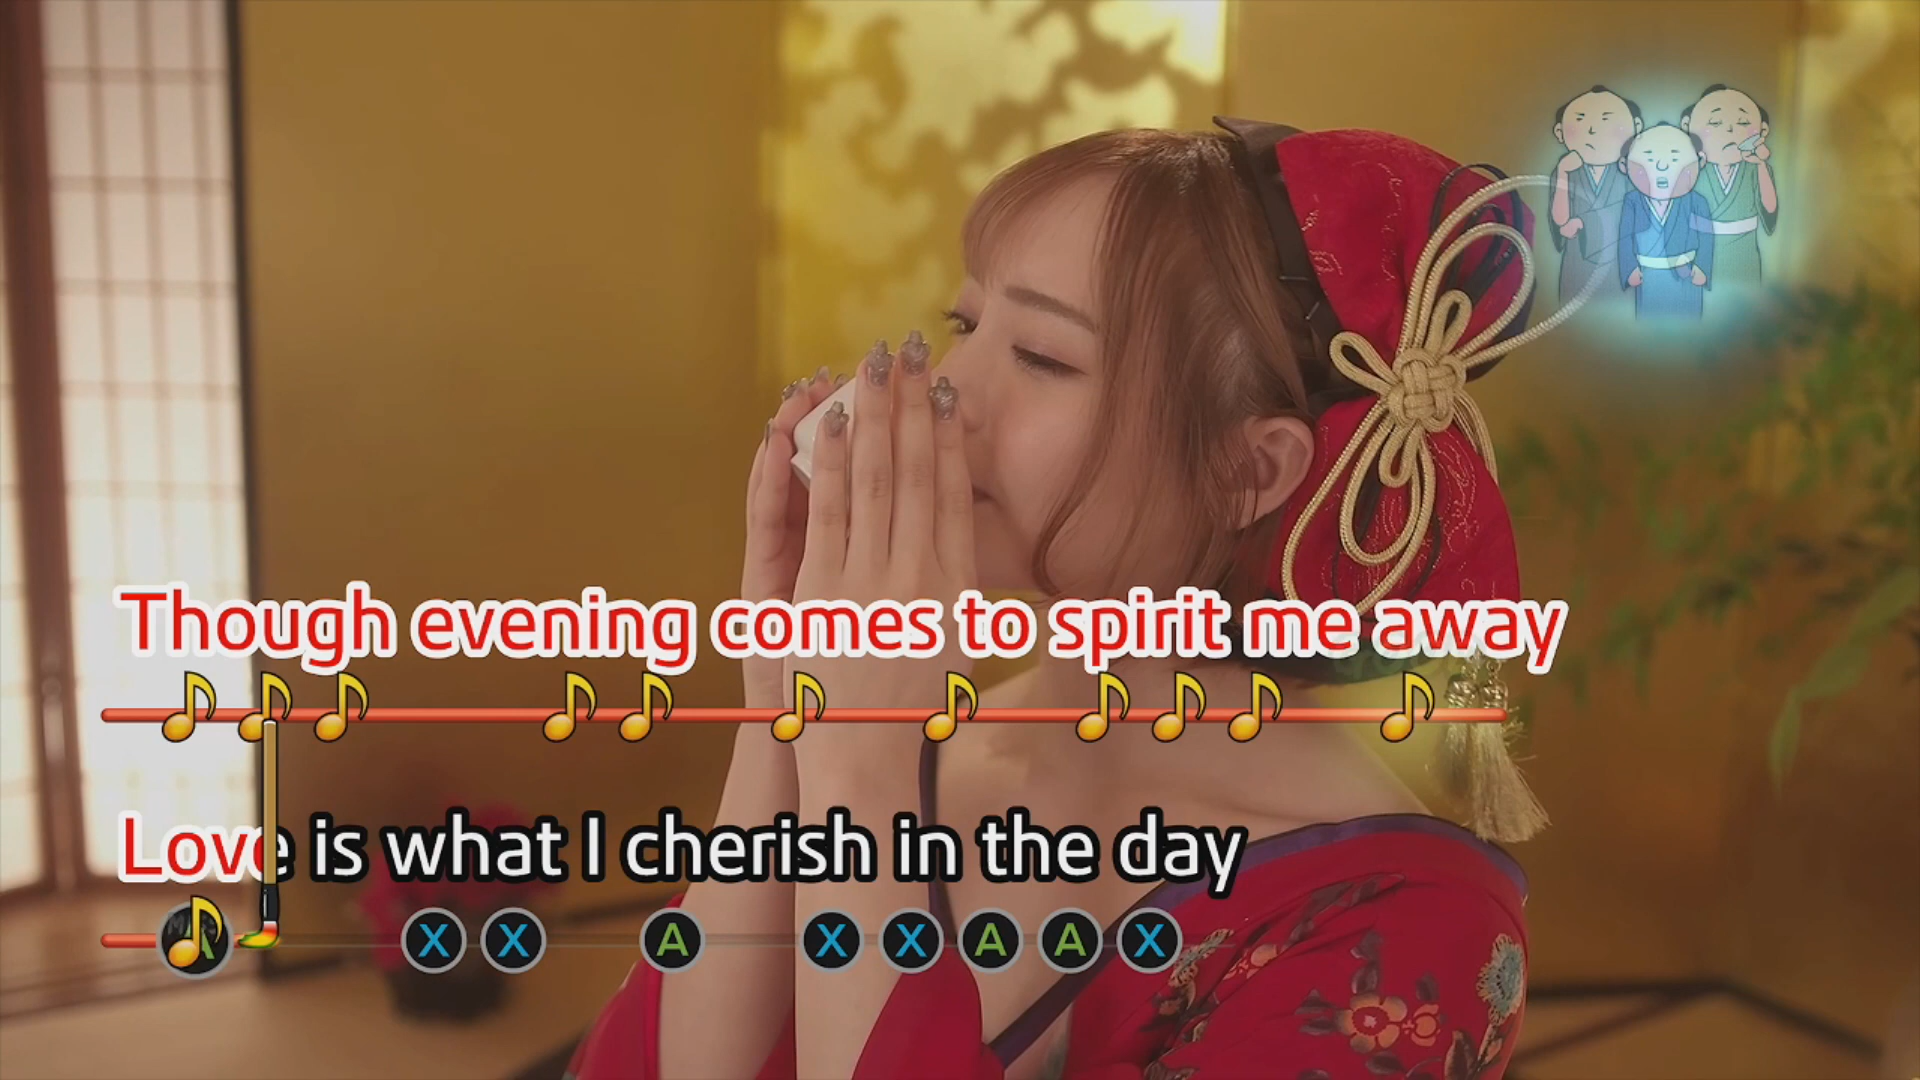 Though evening comes to spirit me away
Love is what I cherish in the day
A X X A X X A A X